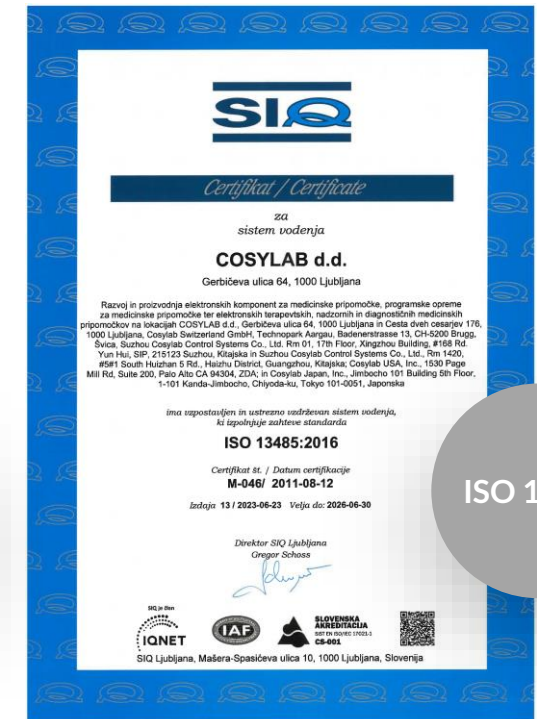 SIQ
Certifikat / Certificate
za
sistem vodenja
COSYLAB d.d.
Gerbičeva ulica 64, 1000 Ljubljana
Razvoj in proizvodnja elektronskih komponent za medicinske pripomočke, programske opreme
za medicinske pripomočke ter elektronskih terapevtskih, nadzornih in diagnostičnih medicinskih
pripomočkov na lokacijah COSYLAB d.d., Gerbičeva ulica 64, 1000 Ljubljana in Cesta dveh cesarjev 176,
1000 Ljubljana, Cosylab Switzerland GmbH, Technopark Aargau, Badenerstrasse 13, CH-5200 Brugg,
Švica, Suzhou Cosylab Control Systems Co., Ltd. Rm 01, 17th Floor, Xingzhou Building, #168 Rd.
Yun Hui, SIP, 215123 Suzhou, Kitajska in Suzhou Cosylab Control Systems Co., Ltd., Rm 1420,
#5#1 South Huizhan 5 Rd., Haizhu District, Guangzhou, Kitajska; Cosylab USA, Inc., 1530 Page
Mill Rd, Suite 200, Palo Alto CA 94304, ZDA; in Cosylab Japan, Inc., Jimbocho 101 Building 5th Floor,
1-101 Kanda-Jimbocho, Chiyoda-ku, Tokyo 101-0051, Japonska
ima vzpostavljen in ustrezno vzdrževan sistem vodenja,
ki izpolnjuje zahteve standarda
ISO 13485:2016
Certifikat št. / Datum certifikacije
M-046/ 2011-08-12
Izdaja 13 / 2023-06-23 Velja do: 2026-06-30
ISO 1
Direktor SIQ Ljubljana
Gregor Schoss
SIQ je član
IQNET
IAF
SLOVENSKA
AKREDITACIJA
SIST EN ISO/IEC 17021-1
CS-001
SIQ Ljubljana, Mašera-Spasićeva ulica 10, 1000 Ljubljana, Slovenija